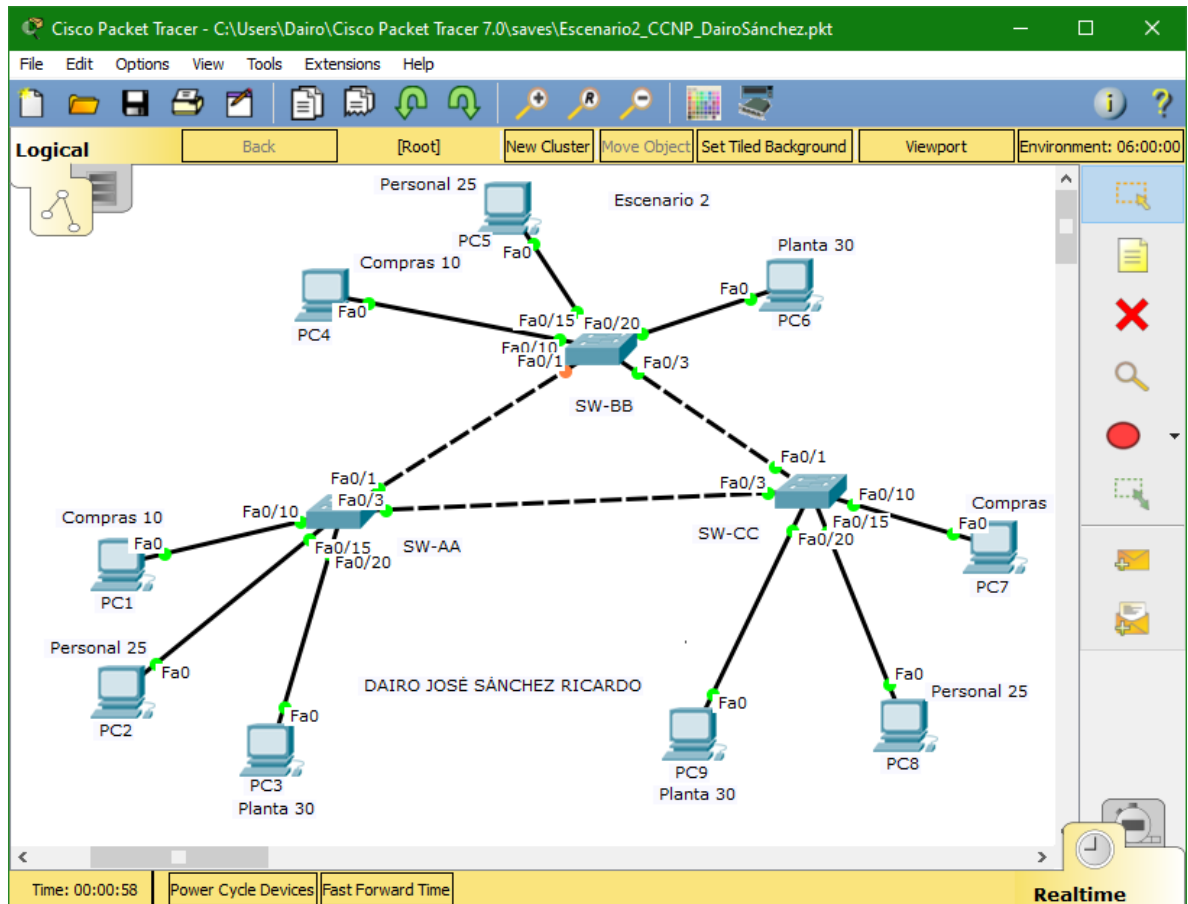 Cisco Packet Tracer - C:\Users\Dairo\Cisco Packet Tracer 7.0\saves\Escenario2_CCNP_DairoSánchez.pkt
File Edit Options View Tools Extensions Help
Logical Back [Root] New Cluster Move Object Set Tiled Background Viewport Environment: 06:00:00
Personal 25
Escenario 2
PC5
Fa0
Planta 30
Compras 10
Fa0
PC4
Fa0
PC6
Fa0/15 Fa0/20
Fa0/10
Fa0/1
Fa0/3
SW-BB
Fa0/1
Fa0/3
Fa0/1
Fa0/3
Fa0/10
Fa0/10
Compras
Compras 10
Fa0
Fa0/15
Fa0/20
SW-AA
SW-CC
Fa0/15
Fa0/20
Fa0
PC1
PC7
Personal 25
Fa0
PC2
DAIRO JOSÉ SÁNCHEZ RICARDO
Fa0
Personal 25
Fa0
Fa0
PC3
Planta 30
PC9
Planta 30
PC8
Time: 00:00:58 Power Cycle Devices Fast Forward Time Realtime